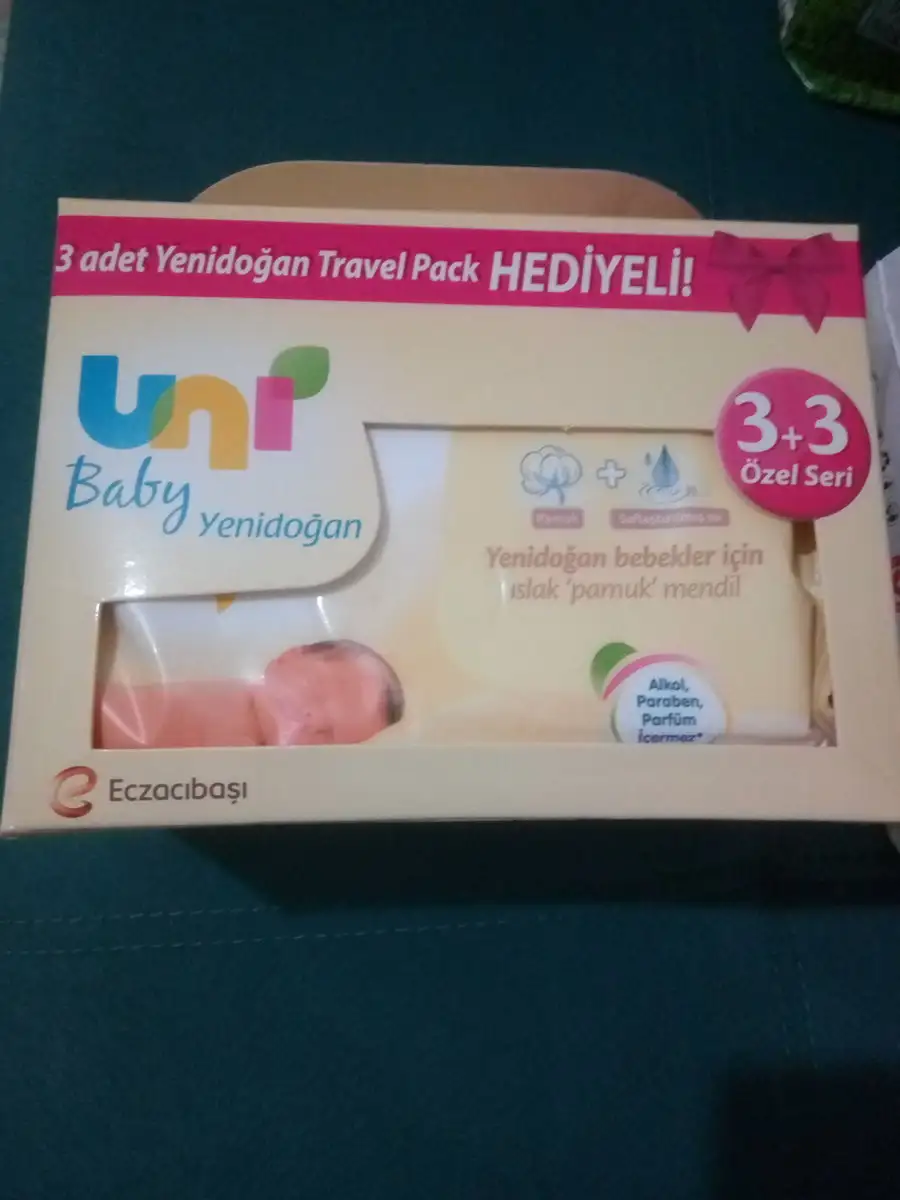 3 adet Yenidoğan Travel Pack HEDİYELİ!
uni
Baby
Yenidoğan
3+3
Özel Seri
Pamuk
Yenidoğan bebekler için
ıslak 'pamuk' mendil
Alkol,
Paraben,
Parfüm
İçermez*
Eczacıbaşı